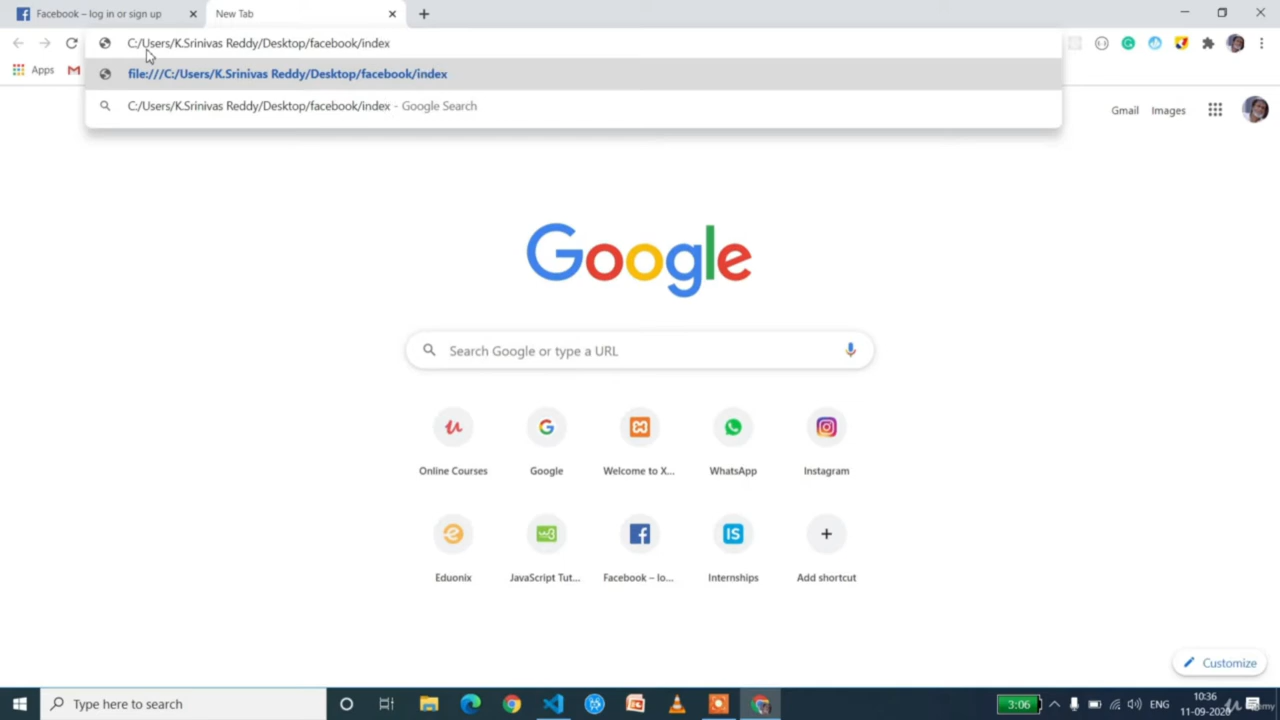 Facebook – log in or sign up
New Tab
C:/Users/K.Srinivas Reddy/Desktop/facebook/index
Apps
file:///C:/Users/K.Srinivas Reddy/Desktop/facebook/index
C:/Users/K.Srinivas Reddy/Desktop/facebook/index - Google Search
Gmail Images
Google
Search Google or type a URL
Online Courses Google Welcome to X... WhatsApp Instagram
Eduonix JavaScript Tut... Facebook – lo... Internships Add shortcut
Customize
Type here to search
3:06
ENG
10:36
11-09-2020